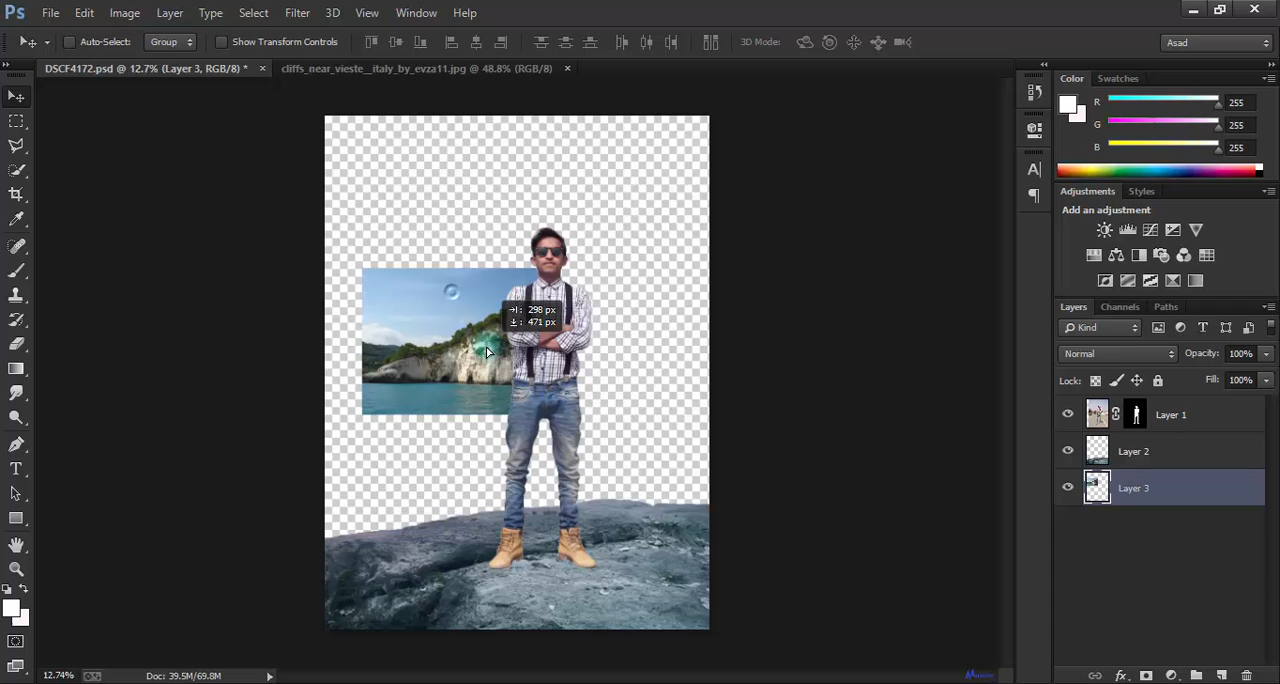 Ps File Edit Image Layer Type Select Filter 3D View Window Help
Auto-Select: Group Show Transform Controls 3D Mode: Asad
DSCF4172.psd @ 12.7% (Layer 3, RGB/8) * × cliffs_near_vieste__italy_by_evza11.jpg @ 48.8% (RGB/8) ×
Color Swatches
R 255
G 255
B 255
Adjustments Styles
Add an adjustment
: 298 px
: 471 px
Layers Channels Paths
Kind
Normal Opacity: 100%
Lock: Fill: 100%
Layer 1
Layer 2
Layer 3
12.74% Doc: 39.5M/69.8M